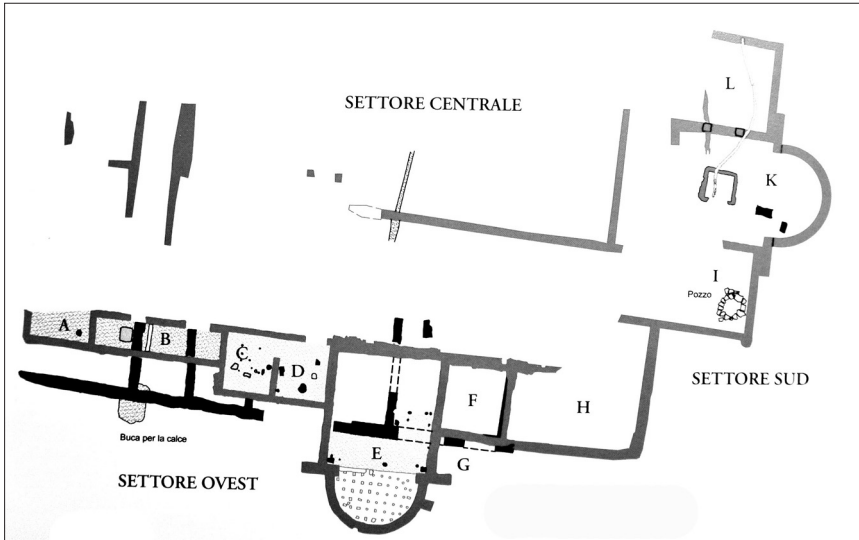 L
SETTORE CENTRALE
K
I
Pozzo
A
B
C
D
SETTORE SUD
F
H
Buca per la calce
E
G
SETTORE OVEST